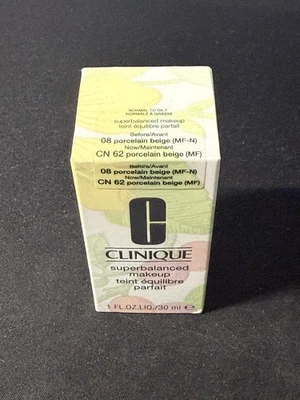 NORMAL TO OILY
NORMALE À GRASSE
superbalanced makeup
teint équilibre parfait
Before/Avant
08 porcelain beige (MF-N)
Now/Maintenant
CN 62 porcelain beige (MF)
Before/Avant
08 porcelain beige (MF-N)
Now/Maintenant
CN 62 porcelain beige (MF)
C
CLINIQUE
superbalanced
makeup
teint équilibre
parfait
1 FL.OZ.LIQ./30 ml e